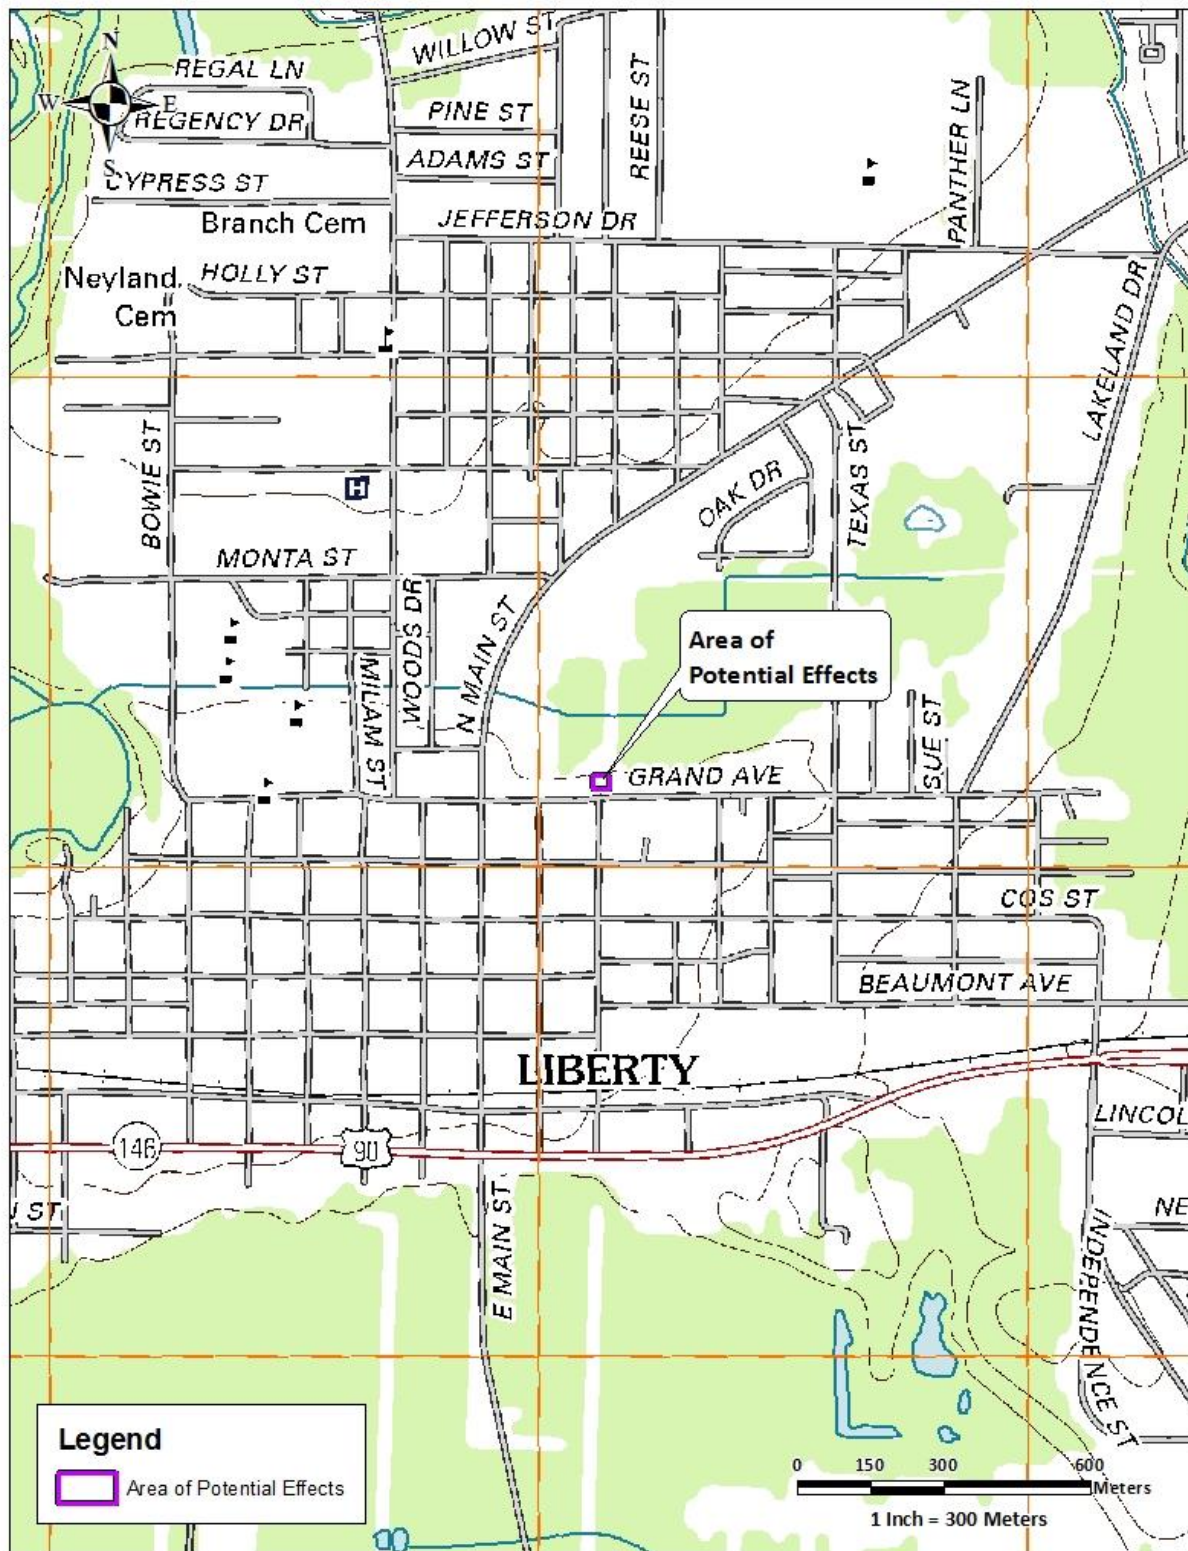 N
W
E
S
WILLOW ST
REGAL LN
REGENCY DR
PINE ST
REESE ST
PANTHER LN
ADAMS ST
CYPRESS ST
Branch Cem
JEFFERSON DR
Neyland
Cem
HOLLY ST
LAKELAND DR
BOWIE ST
H
OAK DR
TEXAS ST
MONTA ST
WOODS DR
N MAIN ST
MILAM ST
Area of
Potential Effects
SUE ST
GRAND AVE
COS ST
BEAUMONT AVE
LIBERTY
LINCOL
146
90
ST
E MAIN ST
NE
INDEPENDENCE ST
Legend
Area of Potential Effects
0 150 300 600
Meters
1 Inch = 300 Meters